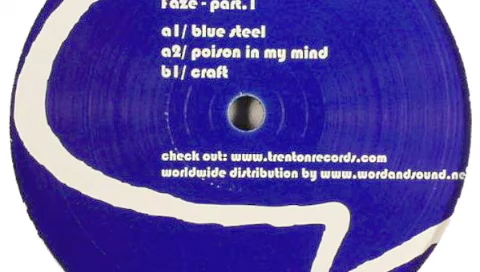 Faze - part.1
a1/ blue steel
a2/ poison in my mind
b1/ craft
check out: www.trentonrecords.com
worldwide distribution by www.wordandsound.ne